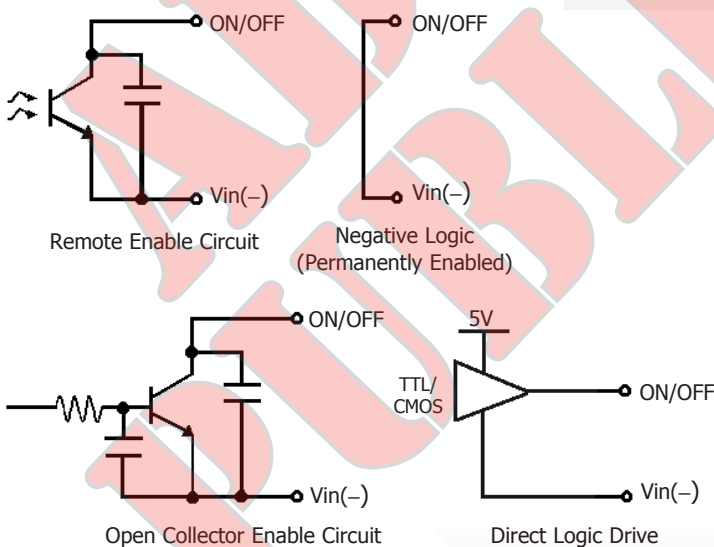 ON/OFF
ON/OFF
Vin(−)
Vin(−)
Remote Enable Circuit
Negative Logic
(Permanently Enabled)
ON/OFF
5V
TTL/
CMOS
ON/OFF
Vin(−)
Vin(−)
Open Collector Enable Circuit
Direct Logic Drive